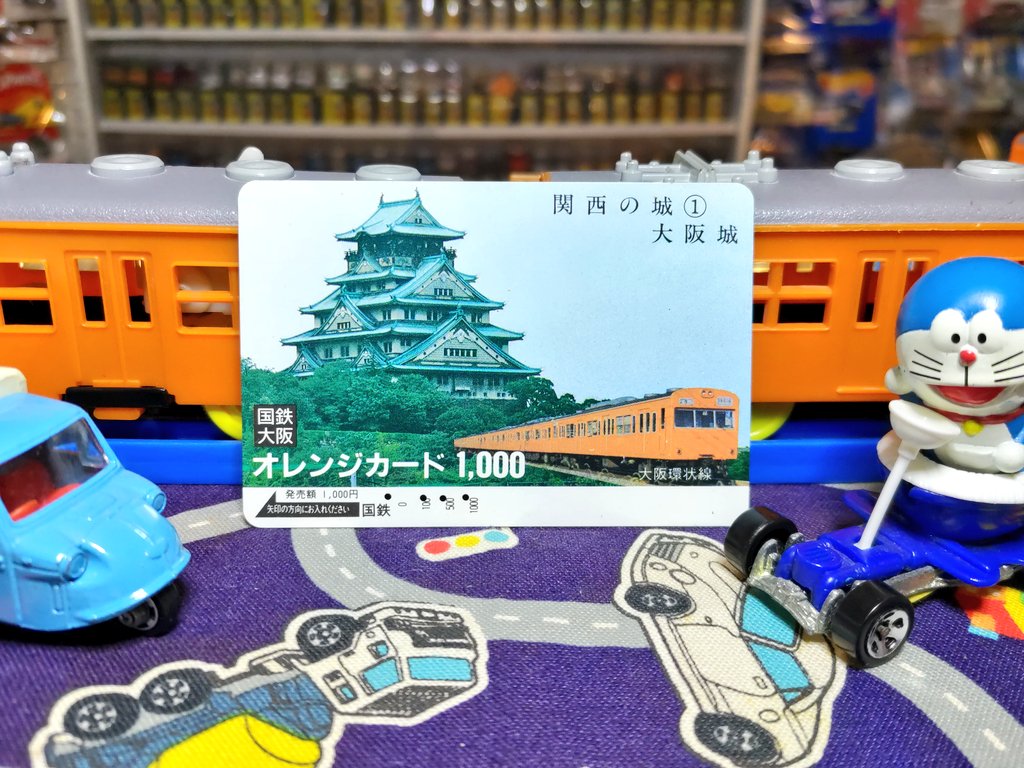 関西の城①
大阪城
国鉄
大阪
オレンジカード 1,000
大阪環状線
発売額 1,000円
矢印の方向にお入れください
国鉄
0
100
500
1000